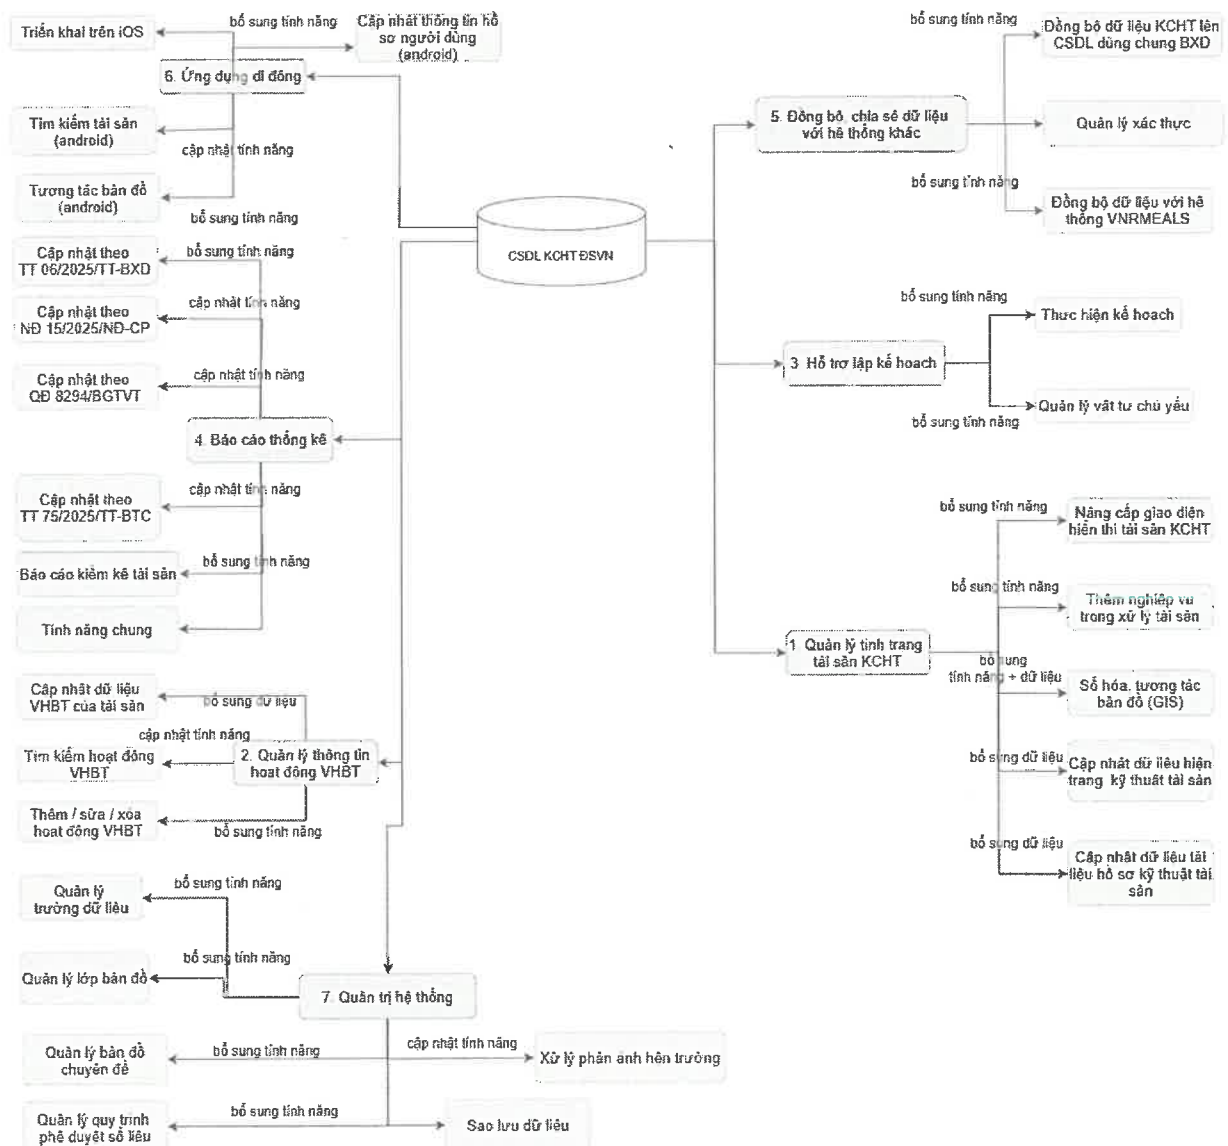 Triển khai trên iOS
bổ sung tính năng
Cập nhật thông tin hồ
sơ người dùng
(android)
6. Ứng dụng di động
Tìm kiếm tài sản
(android)
cập nhật tính năng
Tương tác bản đồ
(android)
bổ sung tính năng
CSDL KCHT ĐSVN
bổ sung tính năng
Đồng bộ dữ liệu KCHT lên
CSDL dùng chung BXD
5. Đồng bộ, chia sẻ dữ liệu
với hệ thống khác
Quản lý xác thực
bổ sung tính năng
Đồng bộ dữ liệu với hệ
thống VNRMEALS
Cập nhật theo
TT 06/2025/TT-BXD
bổ sung tính năng
Cập nhật theo
NĐ 15/2025/NĐ-CP
cập nhật tính năng
Cập nhật theo
QĐ 8294/BGTVT
cập nhật tính năng
4. Báo cáo thống kê
Cập nhật theo
TT 75/2025/TT-BTC
cập nhật tính năng
Báo cáo kiểm kê tài sản
bổ sung tính năng
Tính năng chung
bổ sung tính năng
Thực hiện kế hoạch
3 Hỗ trợ lập kế hoạch
Quản lý vật tư chủ yếu
bổ sung tính năng
bổ sung tính năng
Nâng cấp giao diện
hiển thị tài sản KCHT
bổ sung tính năng
Thêm nghiệp vụ
trong xử lý tài sản
1 Quản lý tình trạng
tài sản KCHT
bổ sung
tính năng + dữ liệu
Số hóa, tương tác
bản đồ (GIS)
bổ sung dữ liệu
Cập nhật dữ liệu hiện
trạng kỹ thuật tài sản
bổ sung dữ liệu
Cập nhật dữ liệu tài
liệu hồ sơ kỹ thuật tài
sản
Cập nhật dữ liệu
VHBT của tài sản
bổ sung dữ liệu
cập nhật tính năng
Tìm kiếm hoạt động
VHBT
2. Quản lý thông tin
hoạt động VHBT
Thêm / sửa / xóa
hoạt động VHBT
bổ sung tính năng
Quản lý
trường dữ liệu
bổ sung tính năng
Quản lý lớp bản đồ
bổ sung tính năng
7. Quản trị hệ thống
Quản lý bản đồ
chuyên đề
bổ sung tính năng
cập nhật tính năng
Xử lý phản ánh hện trường
Quản lý quy trình
phê duyệt số liệu
bổ sung tính năng
Sao lưu dữ liệu